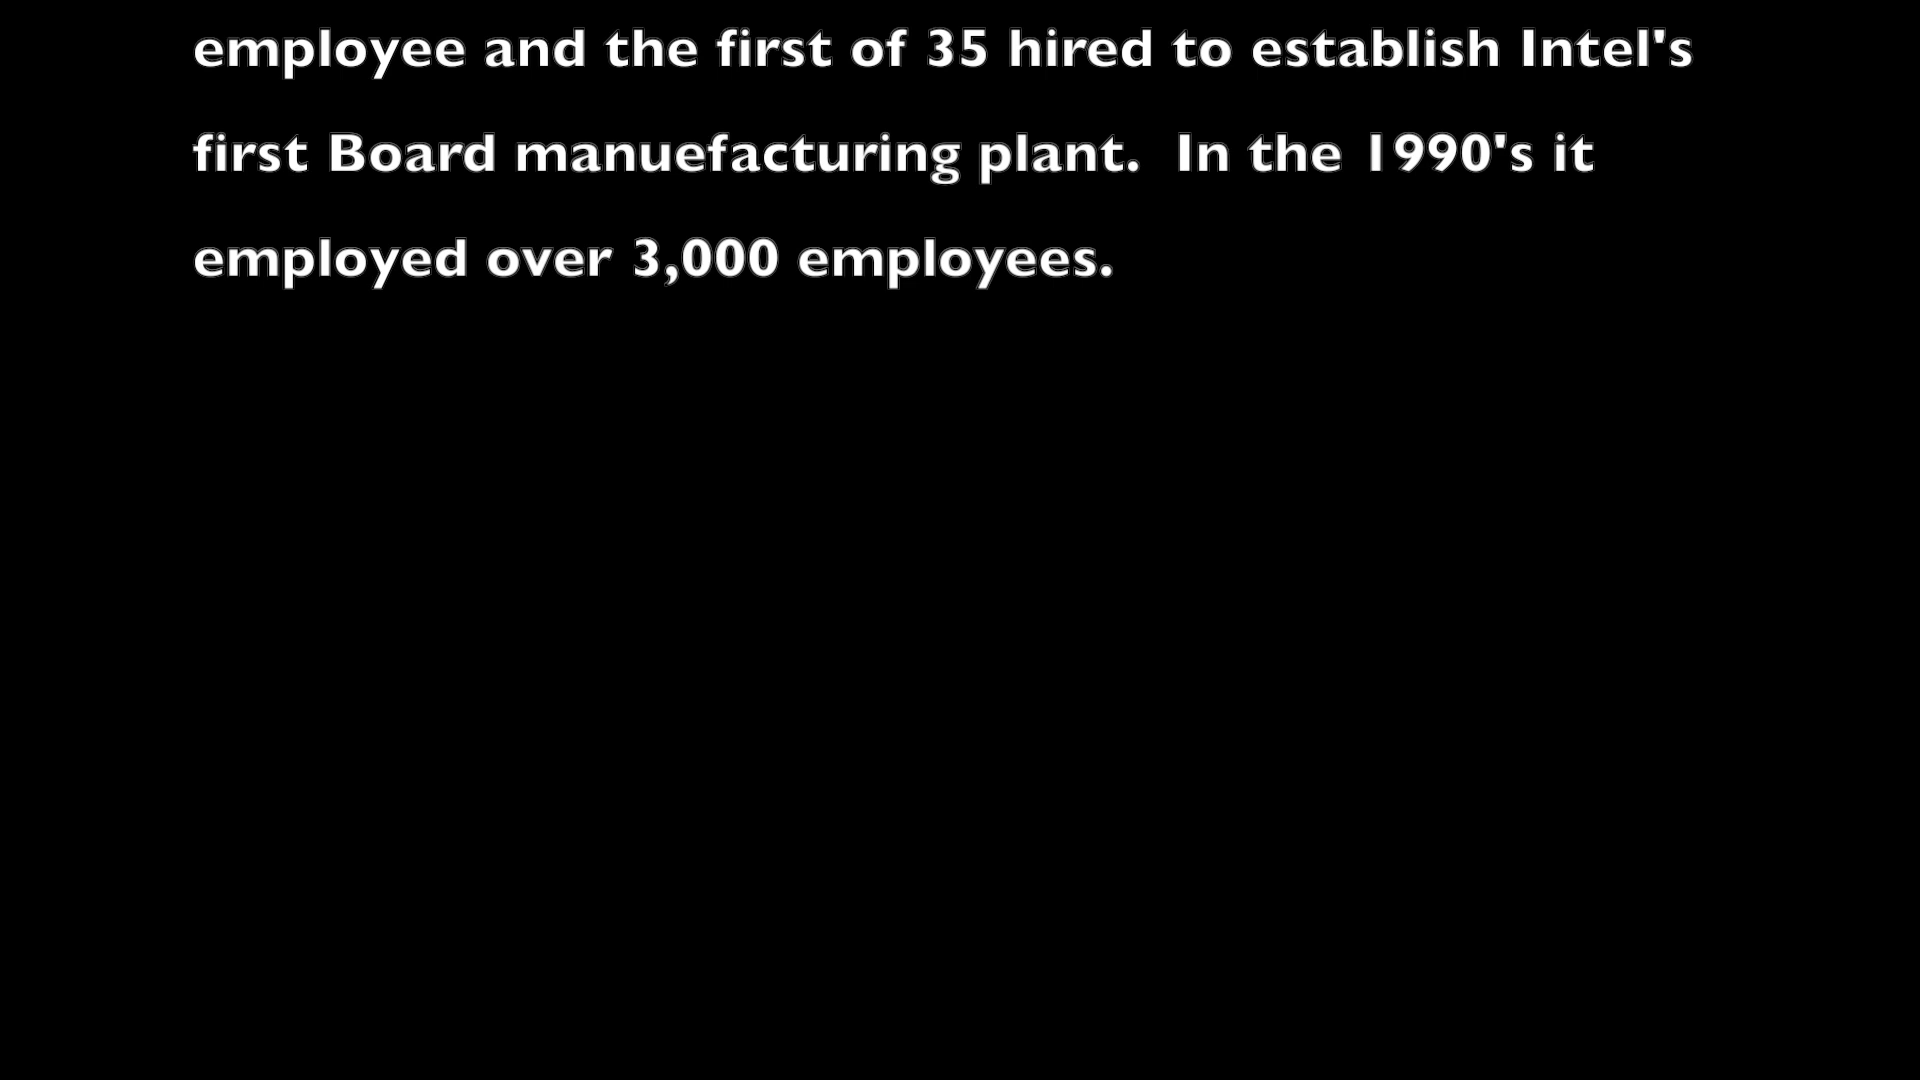 employee and the first of 35 hired to establish Intel's
first Board manuefacturing plant.  In the 1990's it
employed over 3,000 employees.